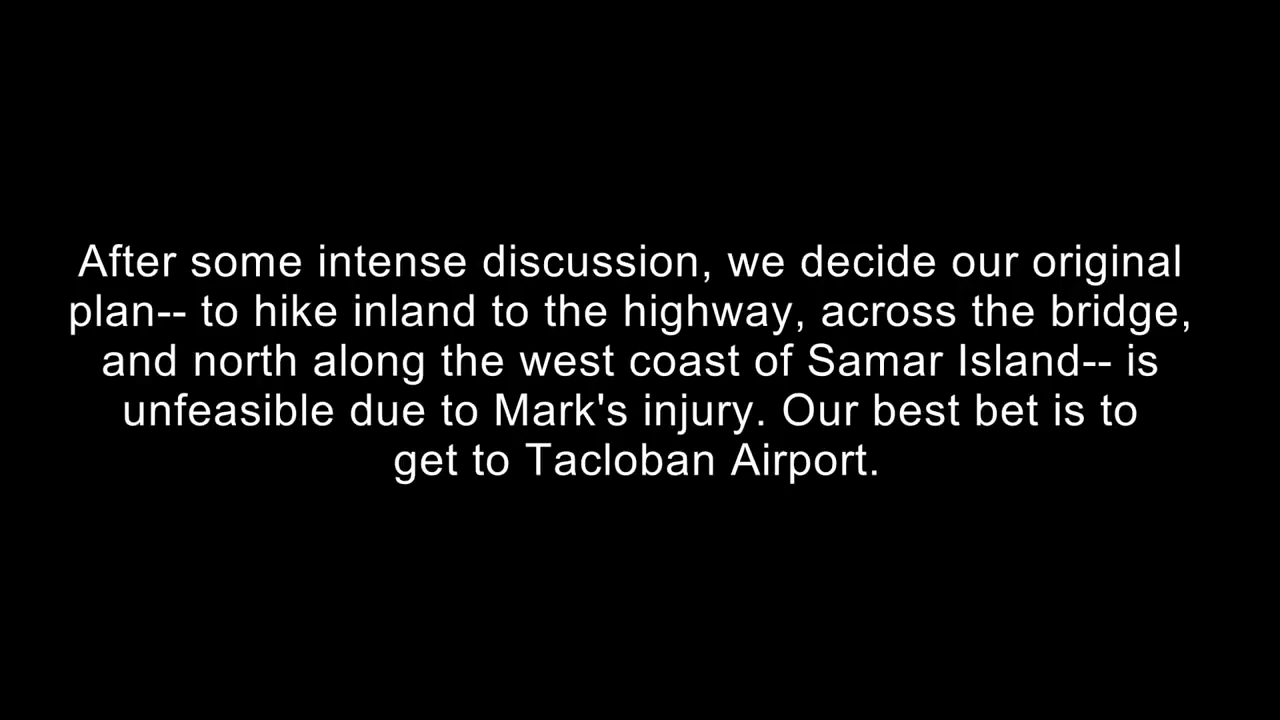 After some intense discussion, we decide our original
plan-- to hike inland to the highway, across the bridge,
and north along the west coast of Samar Island-- is
unfeasible due to Mark's injury. Our best bet is to
get to Tacloban Airport.